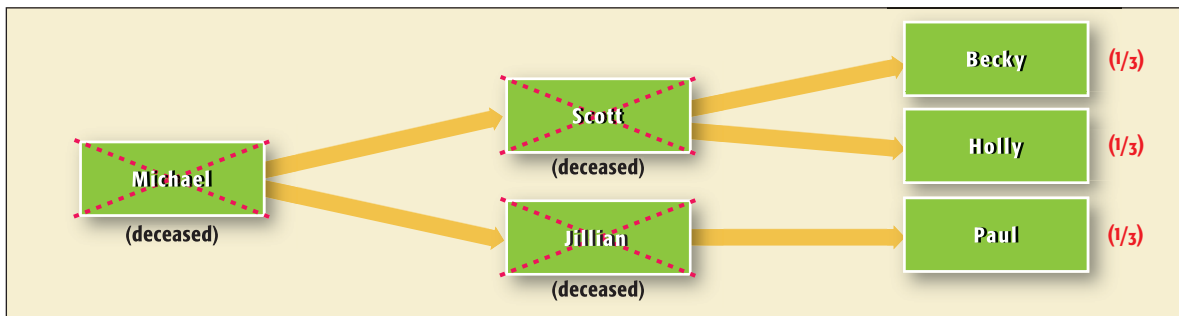 Becky
(1/3)
Scott
(deceased)
Holly
(1/3)
Michael
(deceased)
Jillian
(deceased)
Paul
(1/3)